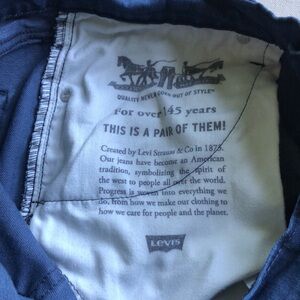 QUALITY NEVER GOES OUT OF STYLE
For over 145 years
THIS IS A PAIR OF THEM!
Created by Levi Strauss & Co in 1873.
Our jeans have become an American
tradition, symbolizing the spirit of
the west to people all over the world.
Progress is woven into everything we
do, from how we make our clothing to
how we care for people and the planet.
LEVI'S